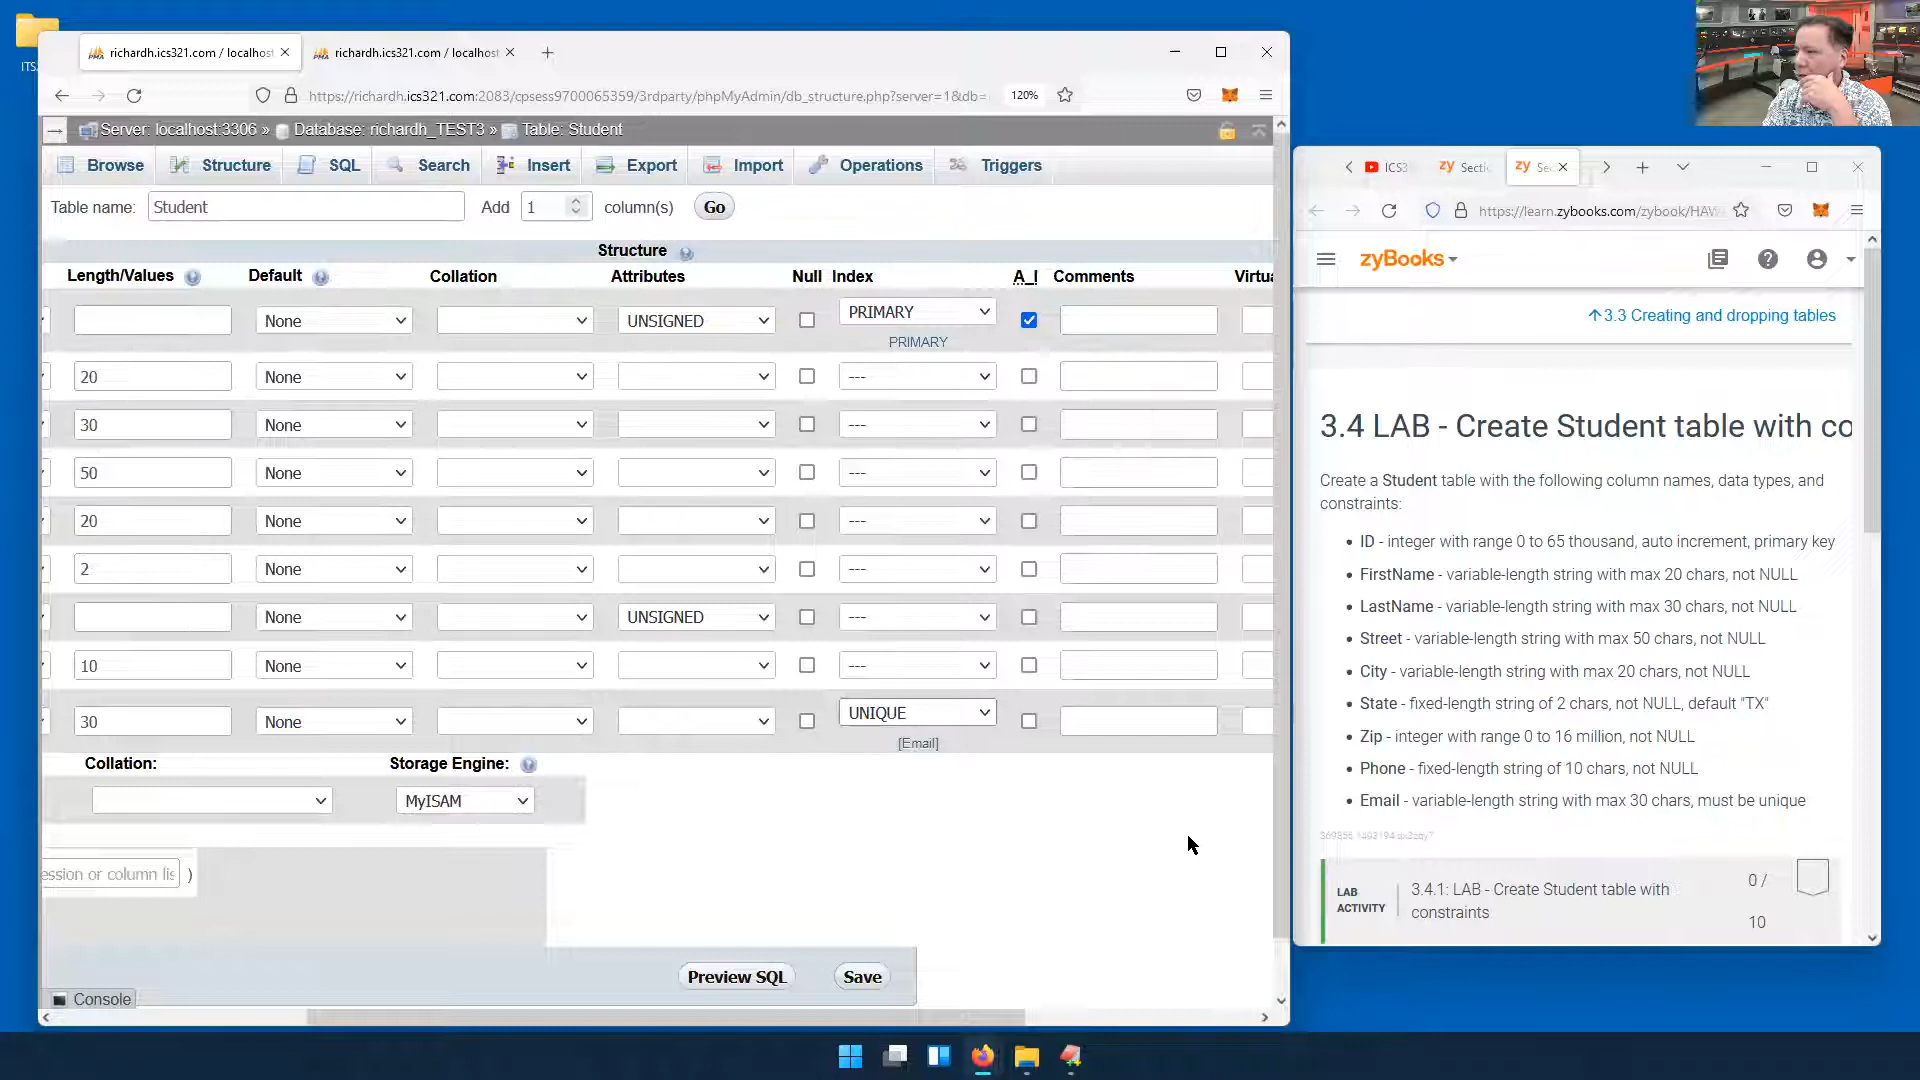 ITS
richardh.ics321.com / localhost
richardh.ics321.com / localhost
https://richardh.ics321.com:2083/cpsess9700065359/3rdparty/phpMyAdmin/db_structure.php?server=1&db=
120%
Server: localhost:3306 » Database: richardh_TEST3 » Table: Student
Browse Structure SQL Search Insert Export Import Operations Triggers
Table name: Student Add 1 column(s) Go
Structure
Length/Values Default Collation Attributes Null Index A_I Comments Virtua
None UNSIGNED PRIMARY
PRIMARY
20 None ---
30 None ---
50 None ---
20 None ---
2 None ---
None UNSIGNED ---
10 None ---
30 None UNIQUE
[Email]
Collation: Storage Engine:
MyISAM
ession or column lis )
Preview SQL Save
Console
ICS3 Secti Sec
https://learn.zybooks.com/zybook/HAW
zyBooks
3.3 Creating and dropping tables
3.4 LAB - Create Student table with co
Create a Student table with the following column names, data types, and
constraints:
• ID - integer with range 0 to 65 thousand, auto increment, primary key
• FirstName - variable-length string with max 20 chars, not NULL
• LastName - variable-length string with max 30 chars, not NULL
• Street - variable-length string with max 50 chars, not NULL
• City - variable-length string with max 20 chars, not NULL
• State - fixed-length string of 2 chars, not NULL, default "TX"
• Zip - integer with range 0 to 16 million, not NULL
• Phone - fixed-length string of 10 chars, not NULL
• Email - variable-length string with max 30 chars, must be unique
LAB
ACTIVITY
3.4.1: LAB - Create Student table with
constraints
0 /
10